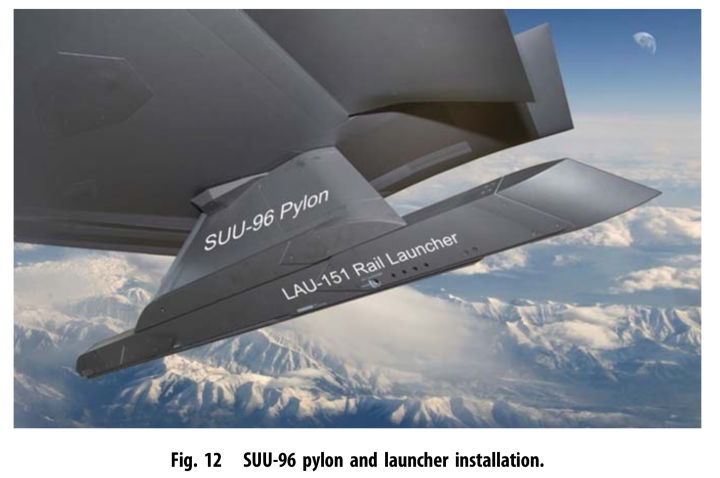 SUU-96 Pylon
LAU-151 Rail Launcher
Fig. 12 SUU-96 pylon and launcher installation.